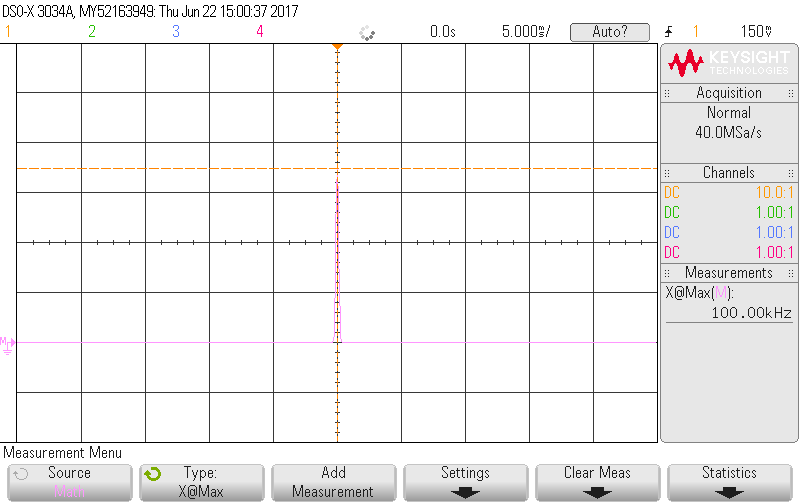 DSO-X 3034A, MY52163949: Thu Jun 22 15:00:37 2017
1 2 3 4 0.0s 5.000s/ Auto? 1 150V
KEYSIGHT
TECHNOLOGIES
Acquisition
Normal
40.0MSa/s
Channels
DC 10.0:1
DC 1.00:1
DC 1.00:1
DC 1.00:1
Measurements
X@Max(M):
100.00kHz
M
Measurement Menu
Source
Math
Type:
X@Max
Add
Measurement
Settings
Clear Meas
Statistics